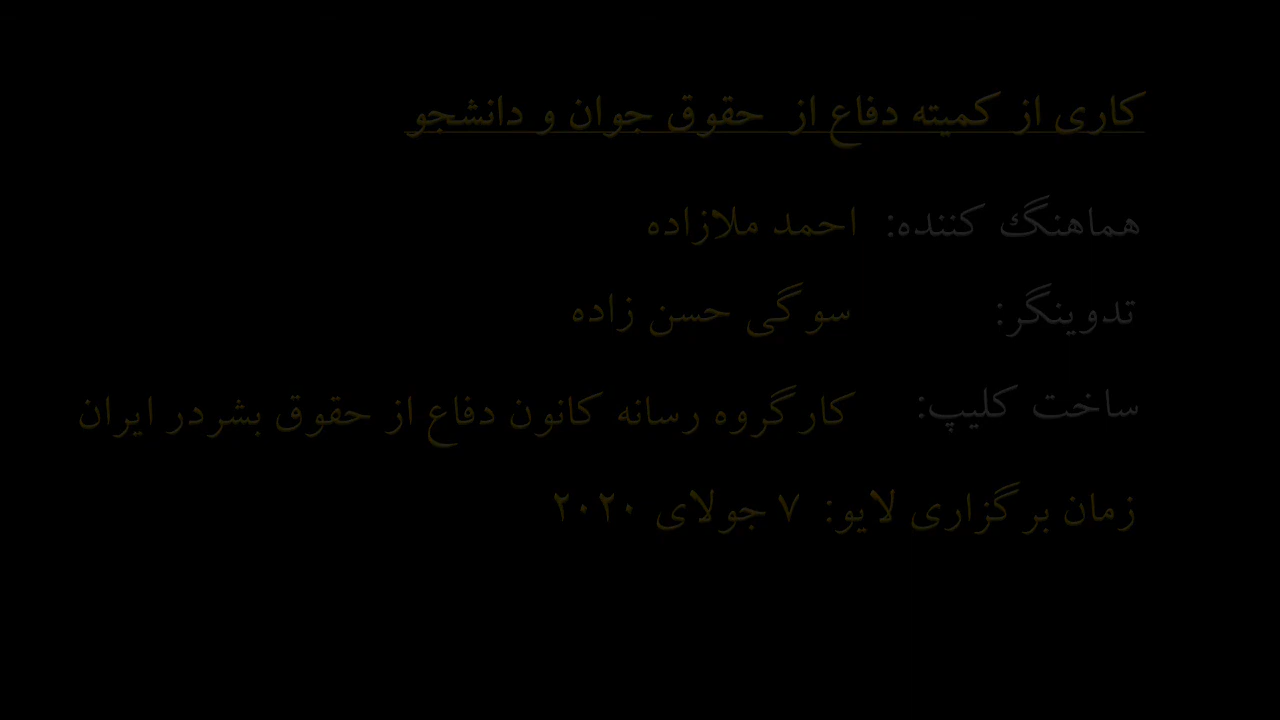 کاری از کمیته دفاع از حقوق جوان و دانشجو
هماهنگ کننده: احمد ملازاده
تدوینگر: سوگی حسن زاده
ساخت کلیپ: کارگروه رسانه کانون دفاع از حقوق بشردر ایران
زمان برگزاری لایو: ۷ جولای ۲۰۲۰